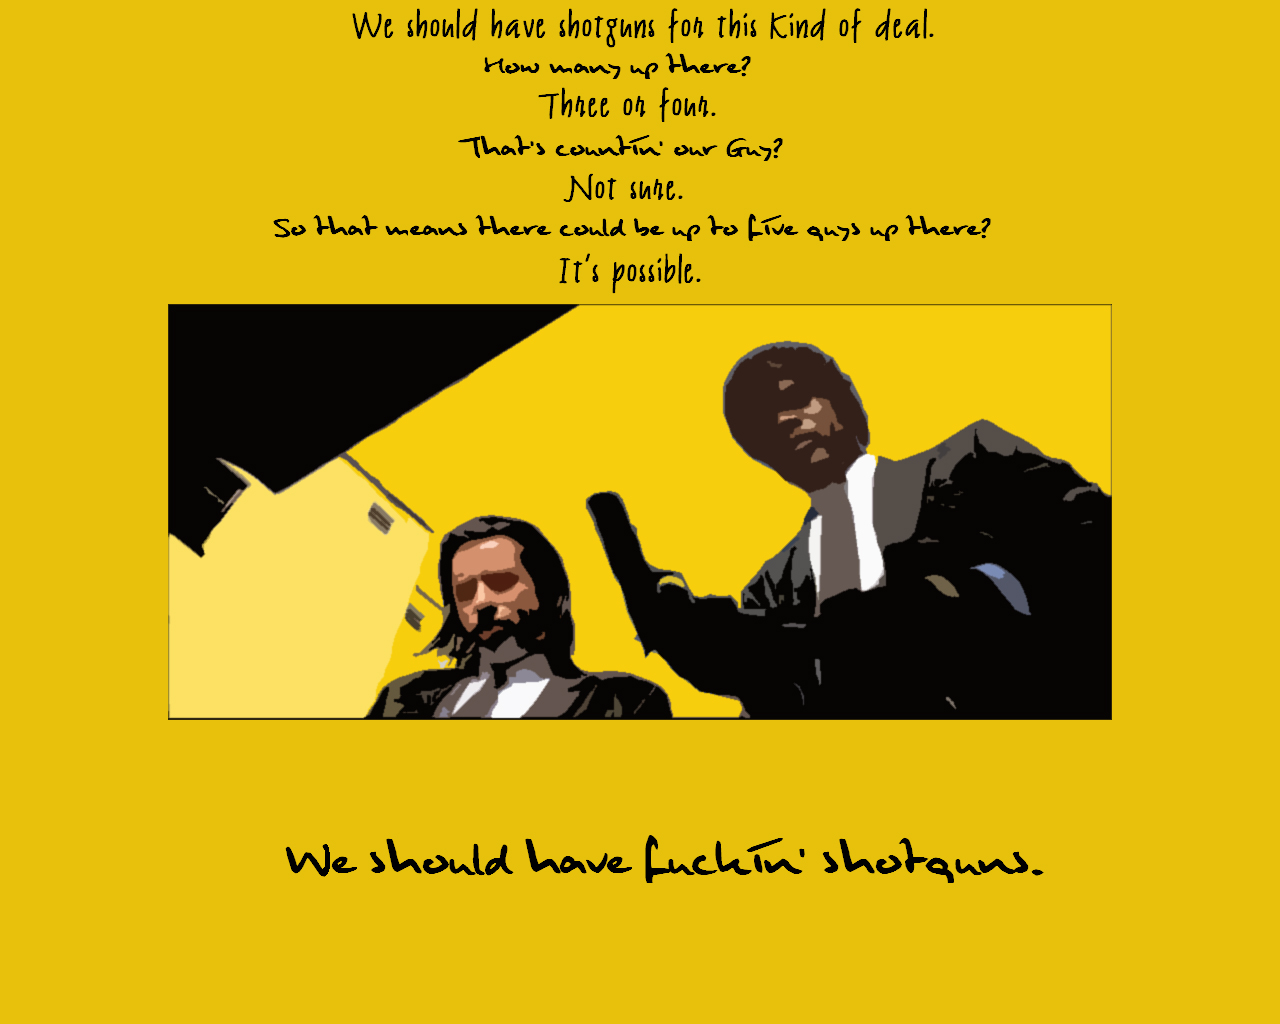 We should have shotguns for this Kind of deal.
How many up there?
Three or four.
That's countin' our Guy?
Not sure.
So that means there could be up to five guys up there?
It's possible.
We should have fuckin' shotguns.